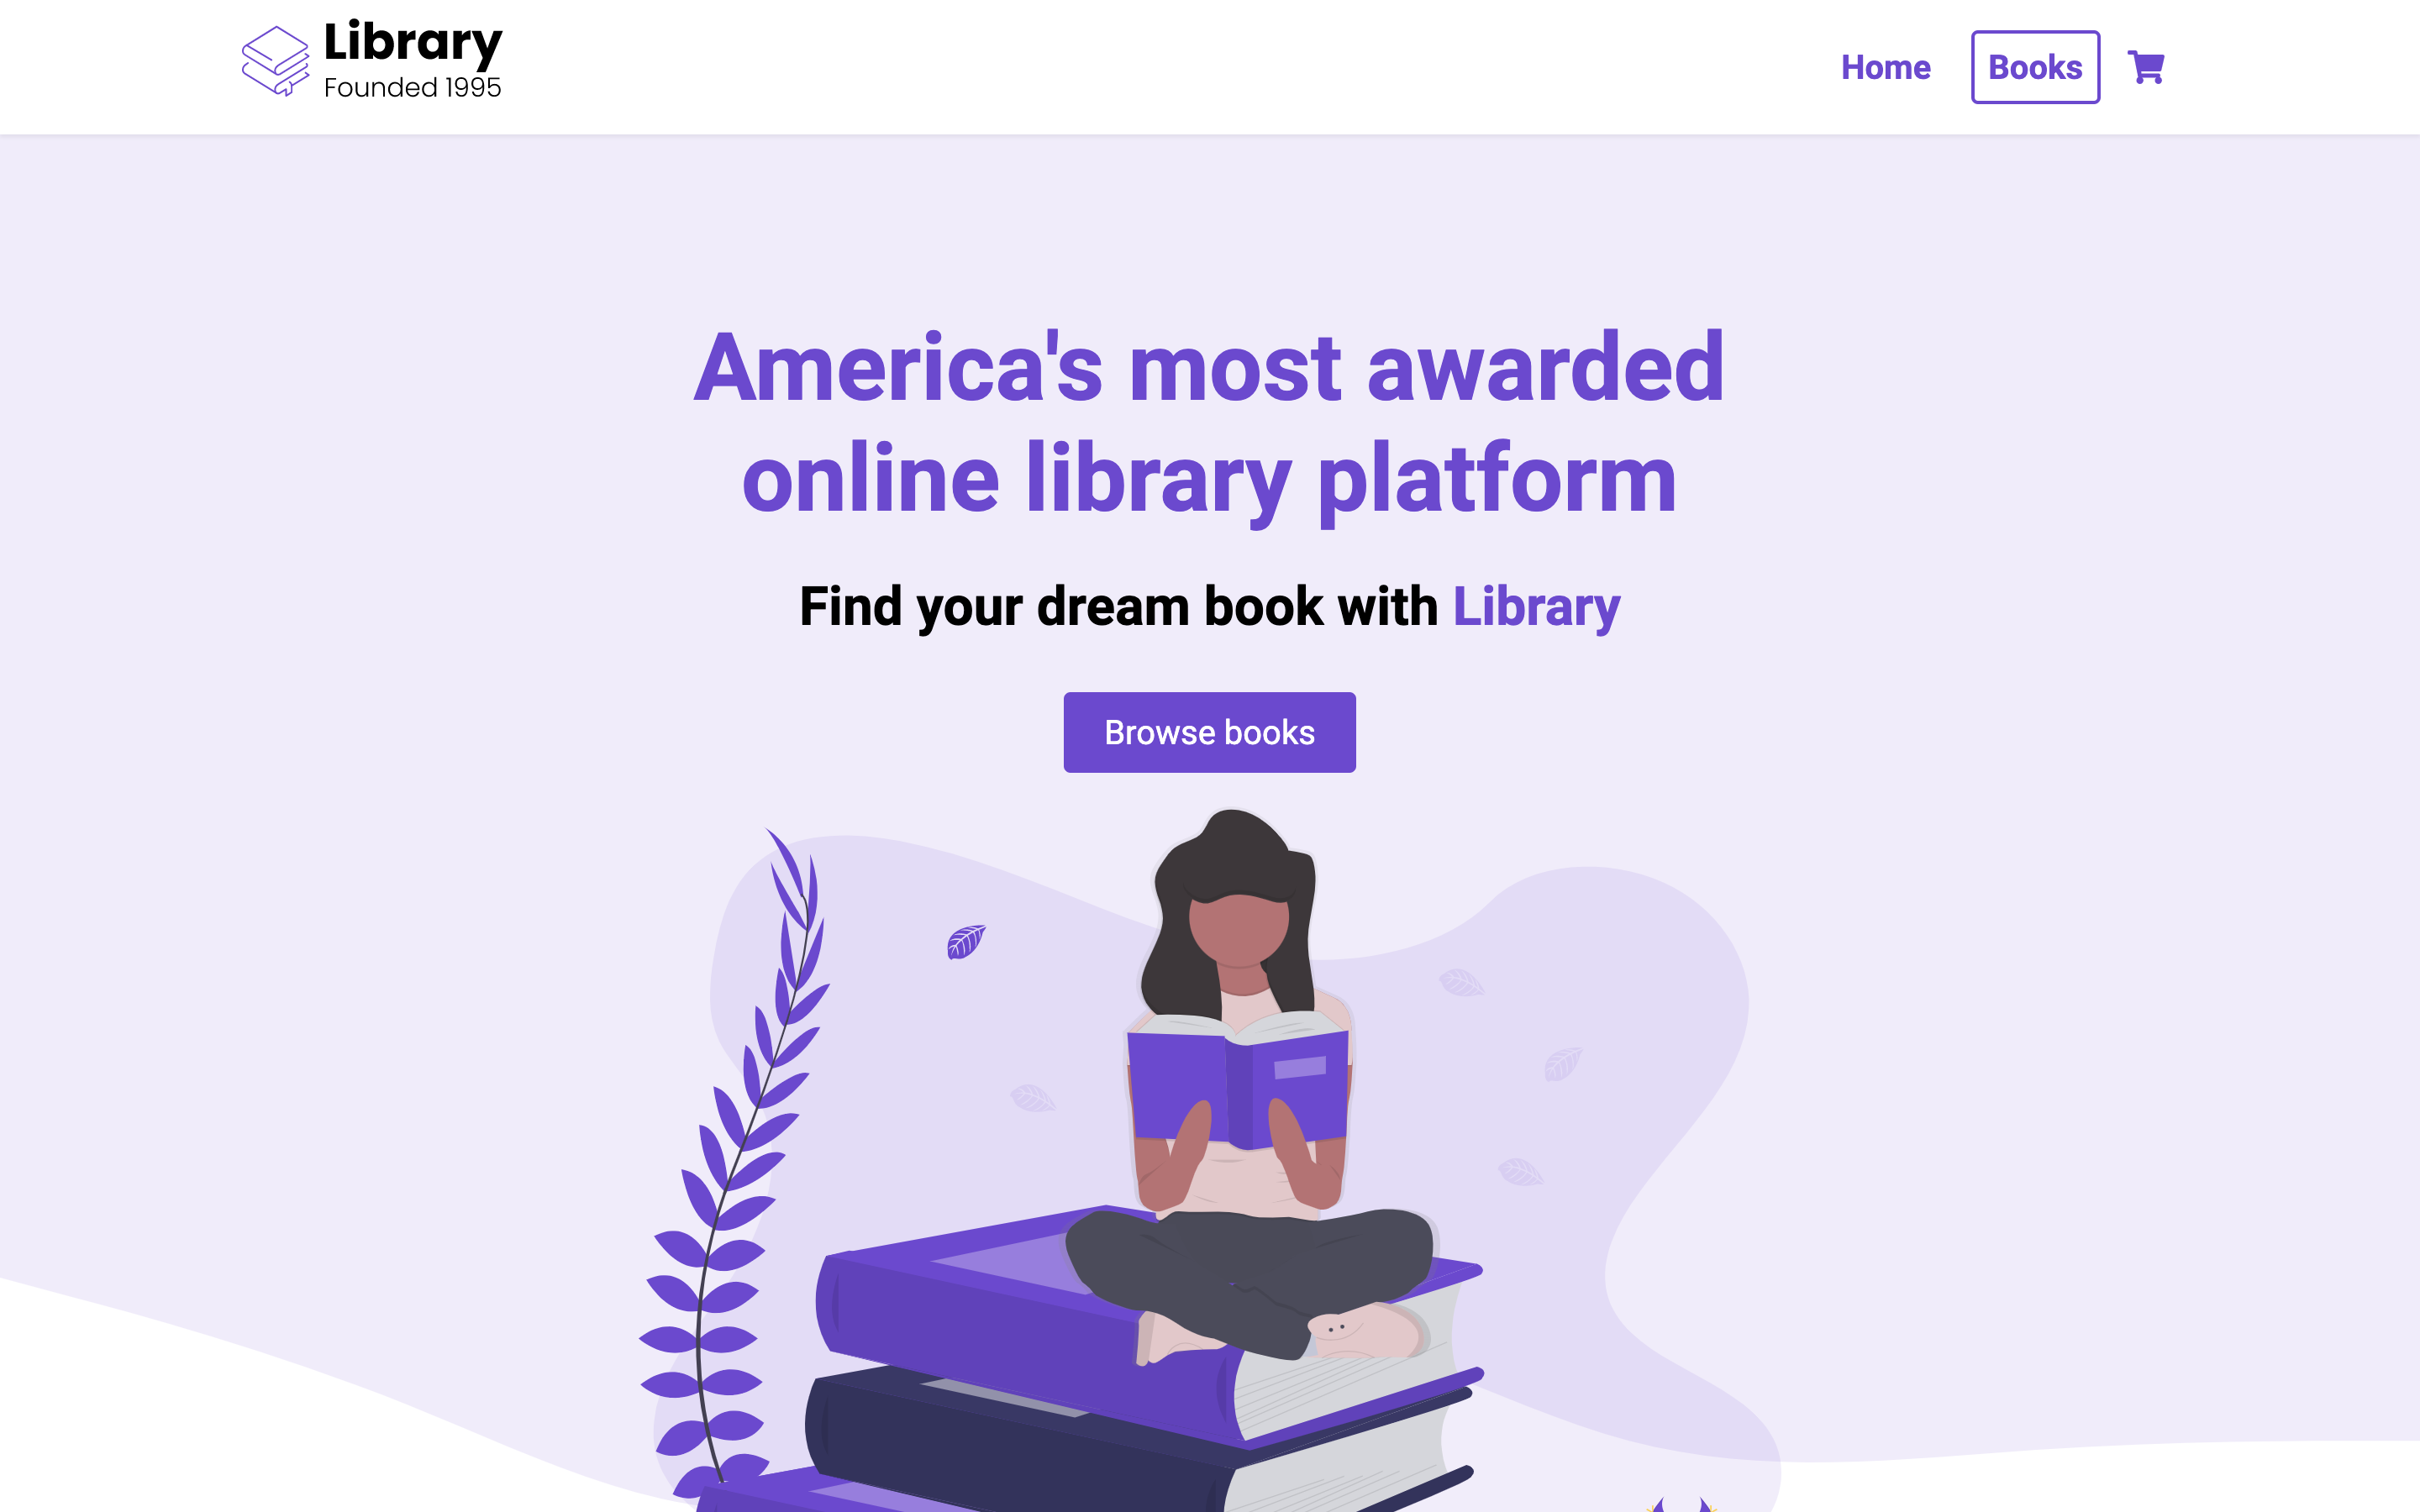 Library
Founded 1995
Home
Books
America's most awarded
online library platform
Find your dream book with Library
Browse books